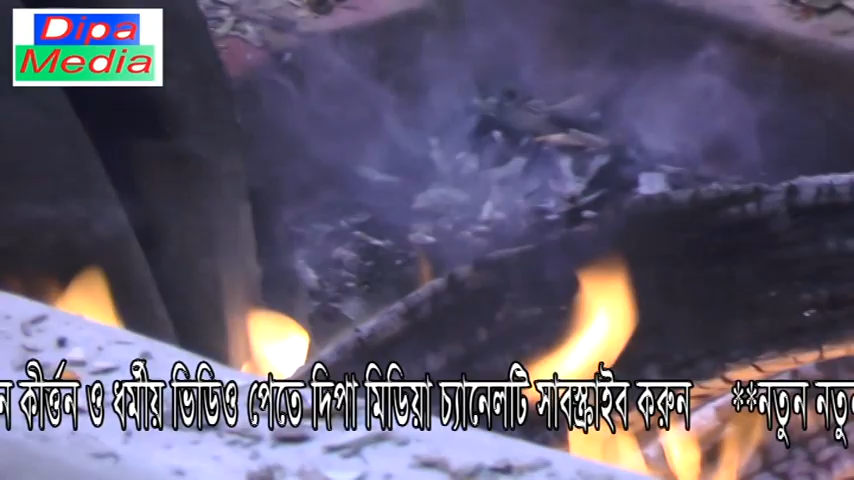 Dipa
Media
ন কীর্ত্তন ও ধর্মীয় ভিডিও পেতে দিপা মিডিয়া চ্যানেলটি সাবস্ক্রাইব করুন **নতুন নতু